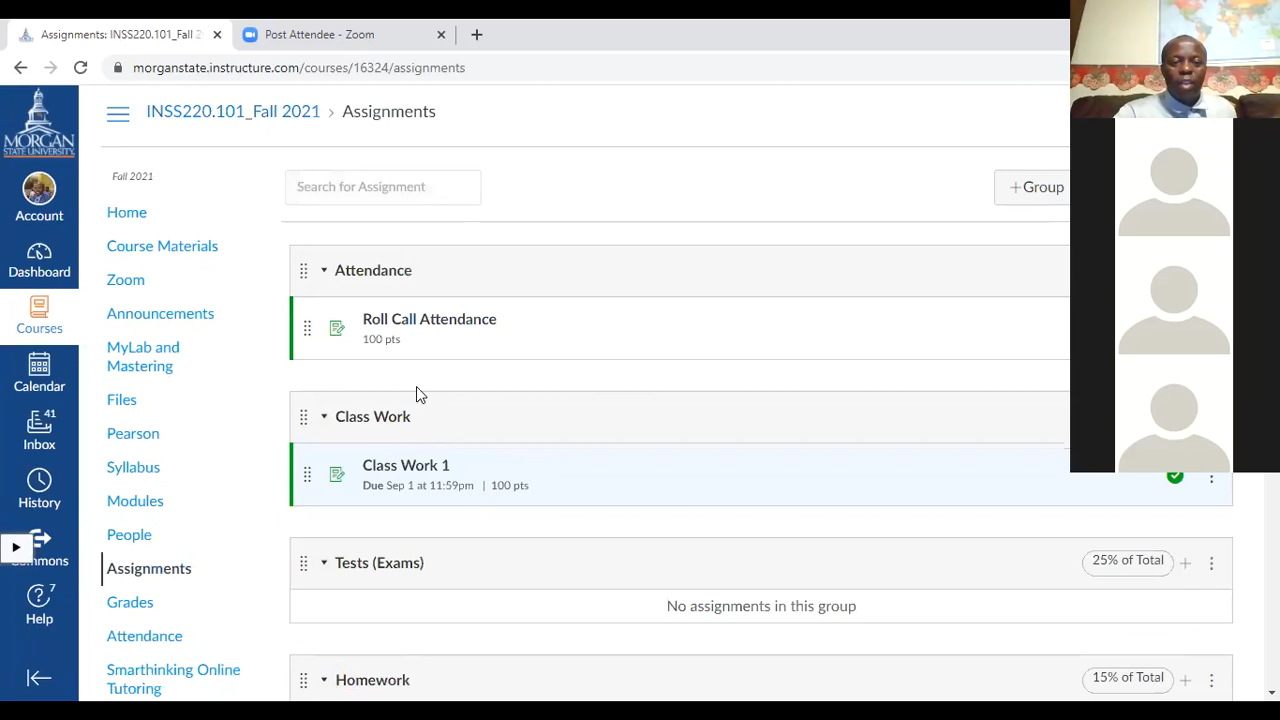 Assignments: INSS220.101_Fall 2
Post Attendee - Zoom
morganstate.instructure.com/courses/16324/assignments
MORGAN
STATE UNIVERSITY
INSS220.101_Fall 2021 › Assignments
Fall 2021
Search for Assignment
+Group
Account
Dashboard
Courses
Calendar
41
Inbox
History
ommons
7
Help
Home
Course Materials
Zoom
Announcements
MyLab and
Mastering
Files
Pearson
Syllabus
Modules
People
Assignments
Grades
Attendance
Smarthinking Online
Tutoring
Attendance
Roll Call Attendance
100 pts
Class Work
Class Work 1
Due Sep 1 at 11:59pm | 100 pts
Tests (Exams)
25% of Total
No assignments in this group
Homework
15% of Total